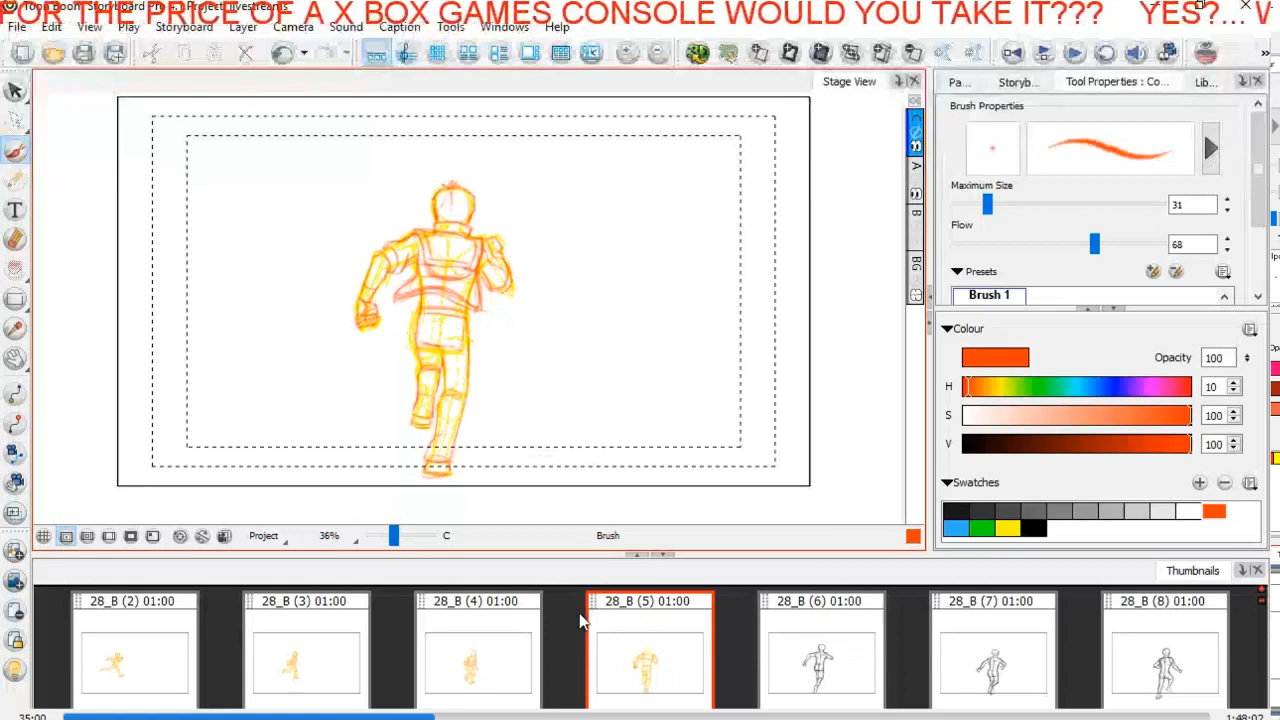 TO THE PLACE LIKE A X BOX GAMES CONSOLE WOULD YOU TAKE IT??? YES?...
File Edit View Play Storyboard Layer Camera Sound Caption Tools Windows Help
Stage View
Pa... Storyb... Tool Properties : Co... Lib...
Brush Properties
Maximum Size
31
Flow
68
Presets
Brush 1
C
A
B
BG
Colour
Opacity 100
H 10
S 100
V 100
Swatches
Project 36% C Brush
Thumbnails
28_B (2) 01:00 28_B (3) 01:00 28_B (4) 01:00 28_B (5) 01:00 28_B (6) 01:00 28_B (7) 01:00 28_B (8) 01:00
35:00 1:48:02